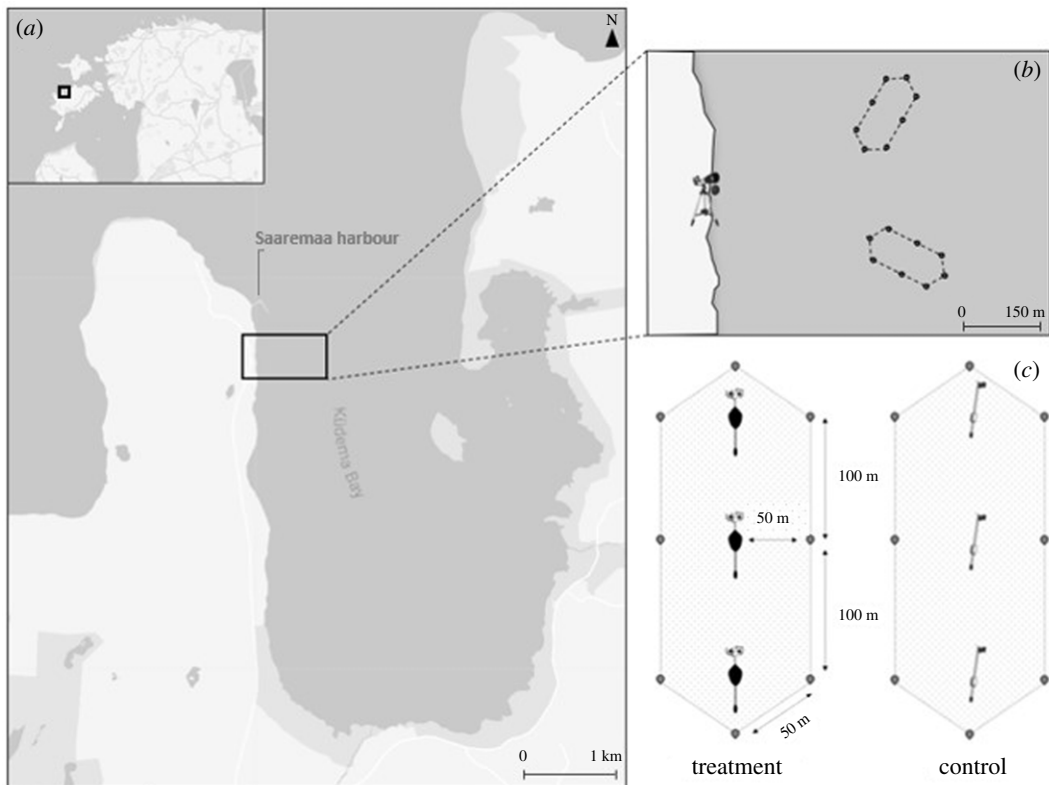 (a)
N
Saaremaa harbour
Küdema Bay
0 1 km
(b)
0 150 m
(c)
100 m
50 m
100 m
50 m
treatment control